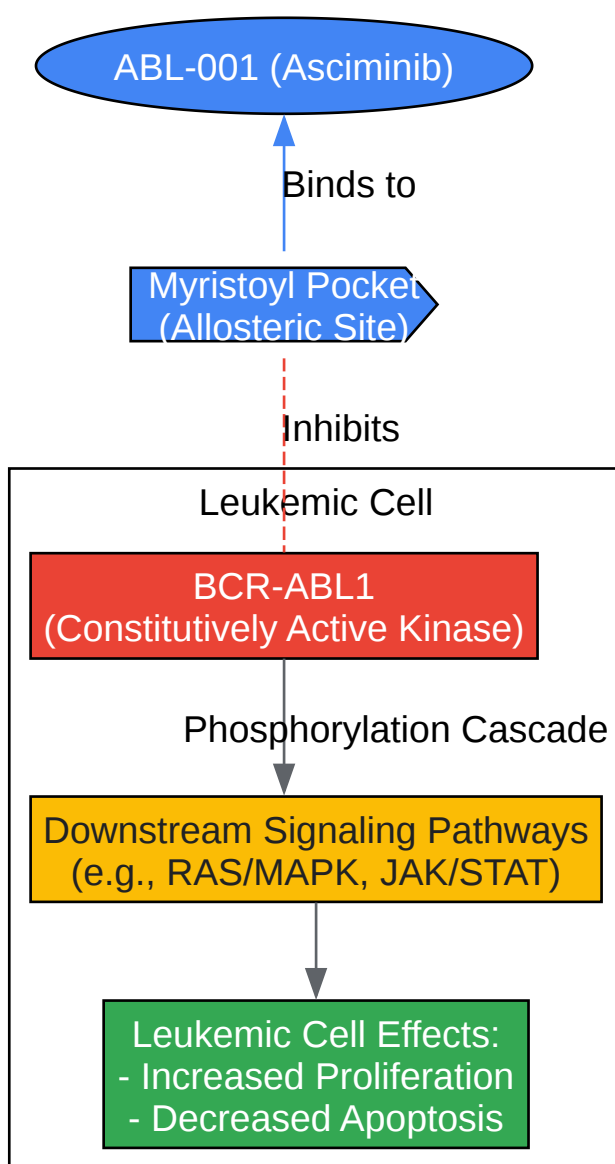 ABL-001 (Asciminib)
Binds to
Myristoyl Pocket
(Allosteric Site)
Inhibits
Leukemic Cell
BCR-ABL1
(Constitutively Active Kinase)
Phosphorylation Cascade
Downstream Signaling Pathways
(e.g., RAS/MAPK, JAK/STAT)
Leukemic Cell Effects:
- Increased Proliferation
- Decreased Apoptosis